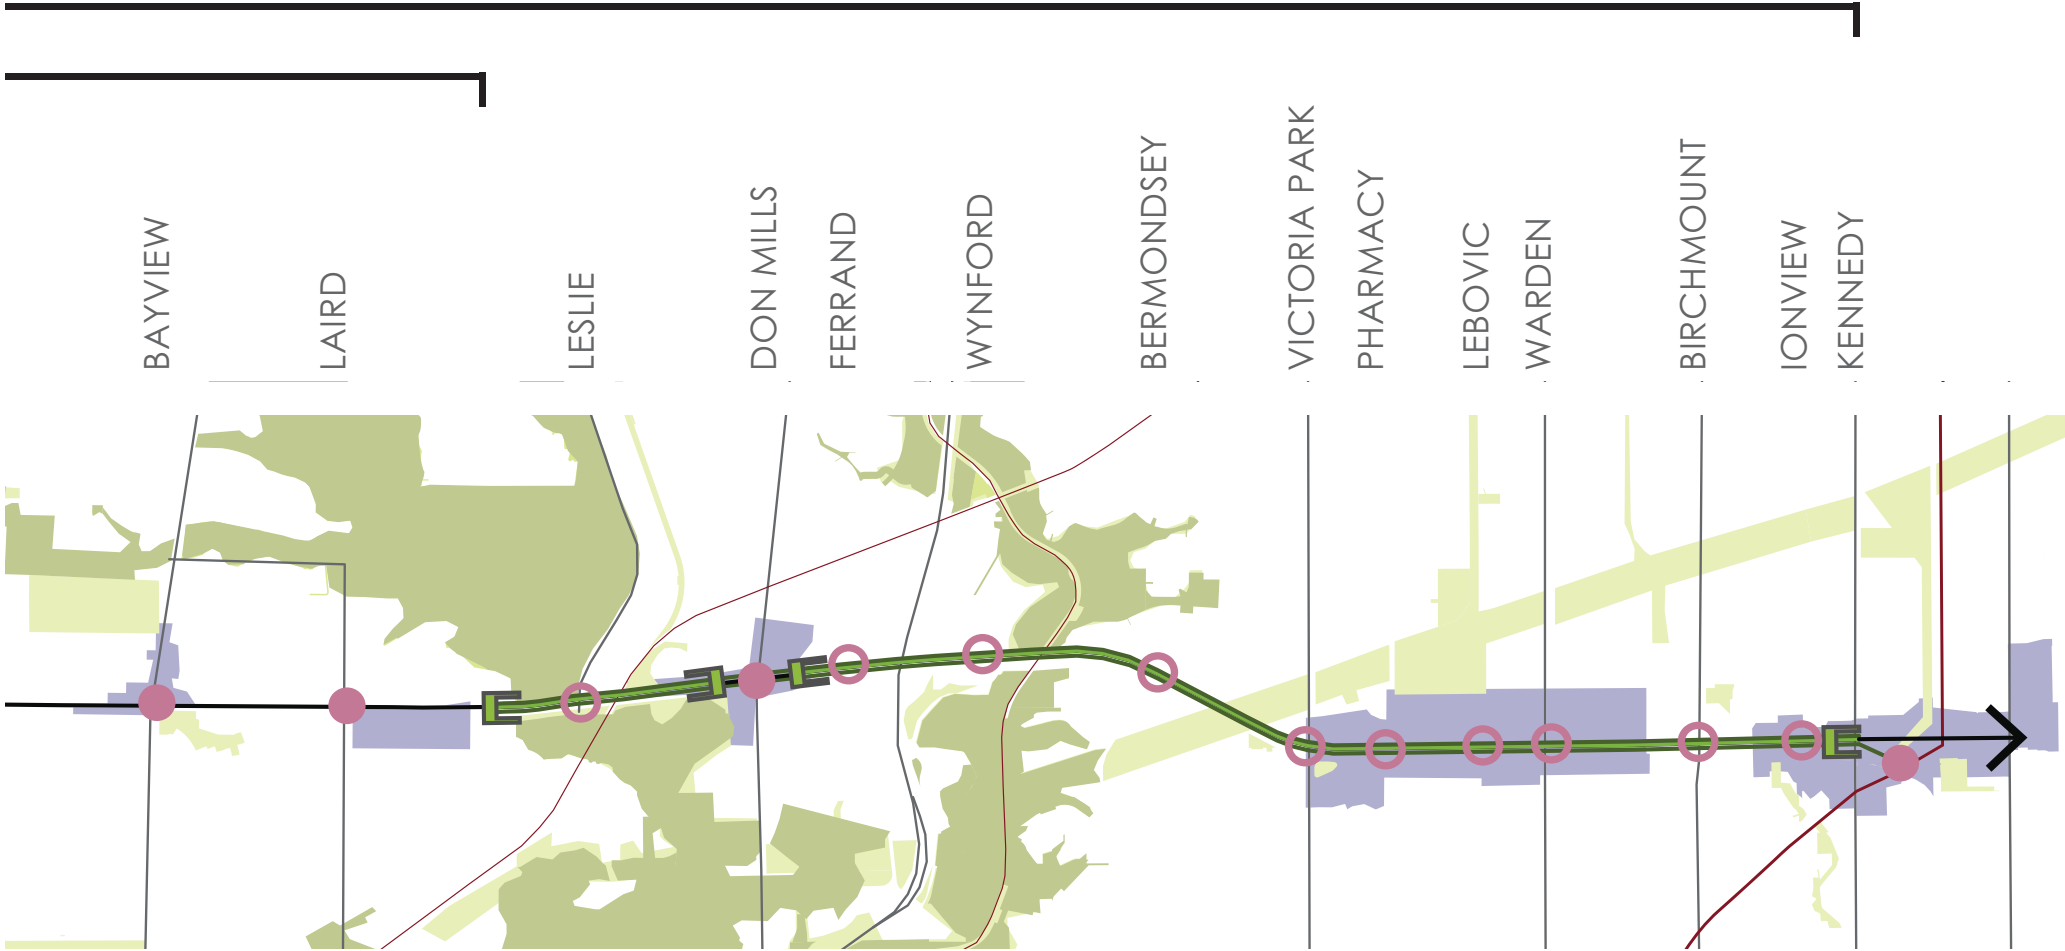 BAYVIEW
LAIRD
LESLIE
DON MILLS
FERRAND
WYNFORD
BERMONDSEY
VICTORIA PARK
PHARMACY
LEBOVIC
WARDEN
BIRCHMOUNT
IONVIEW
KENNEDY